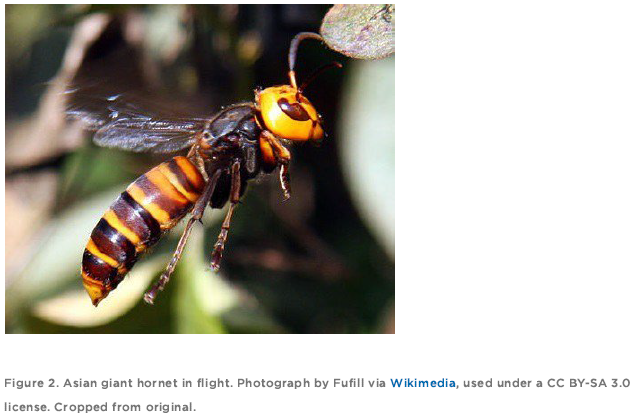 Figure 2. Asian giant hornet in flight. Photograph by Fufill via Wikimedia, used under a CC BY-SA 3.0
license. Cropped from original.